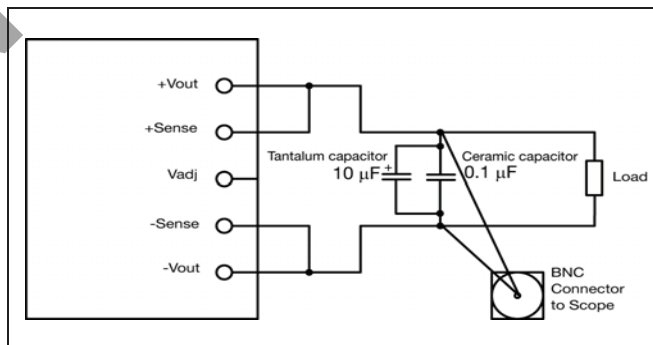 +Vout
+Sense
Vadj
-Sense
-Vout
Tantalum capacitor
10 μF
+
Ceramic capacitor
0.1 μF
Load
BNC
Connector
to Scope